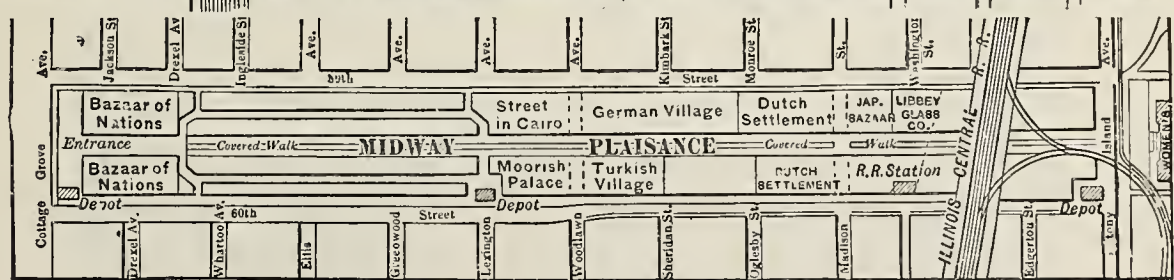 Ave.
Jackson St
Drexel Av
Ingleside St
Ave.
Ave.
Ave.
Ave.
Kimbark St
Monroe St
St.
Washington
St.
R. R.
Ave.
59th
Street
Bazaar of
Nations
Street
in Cairo
German Village
Dutch
Settlement
JAP.
BAZAAR
LIBBEY
GLASS
CO.
Entrance
Covered Walk
MIDWAY
PLAISANCE
Covered
Walk
Island
WOMEN'S
Grove
Bazaar of
Nations
Moorish
Palace
Turkish
Village
DUTCH
SETTLEMENT
R.R. Station
CENTRAL
Depot
Depot
Depot
Cottage
60th
Street
Drexel Av.
Wharton Av.
Ellis
Greenwood
Lexington
Woodlawn
Sheridan St.
Oglesby St.
Madison
ILLINOIS
Edgerton St.
tony